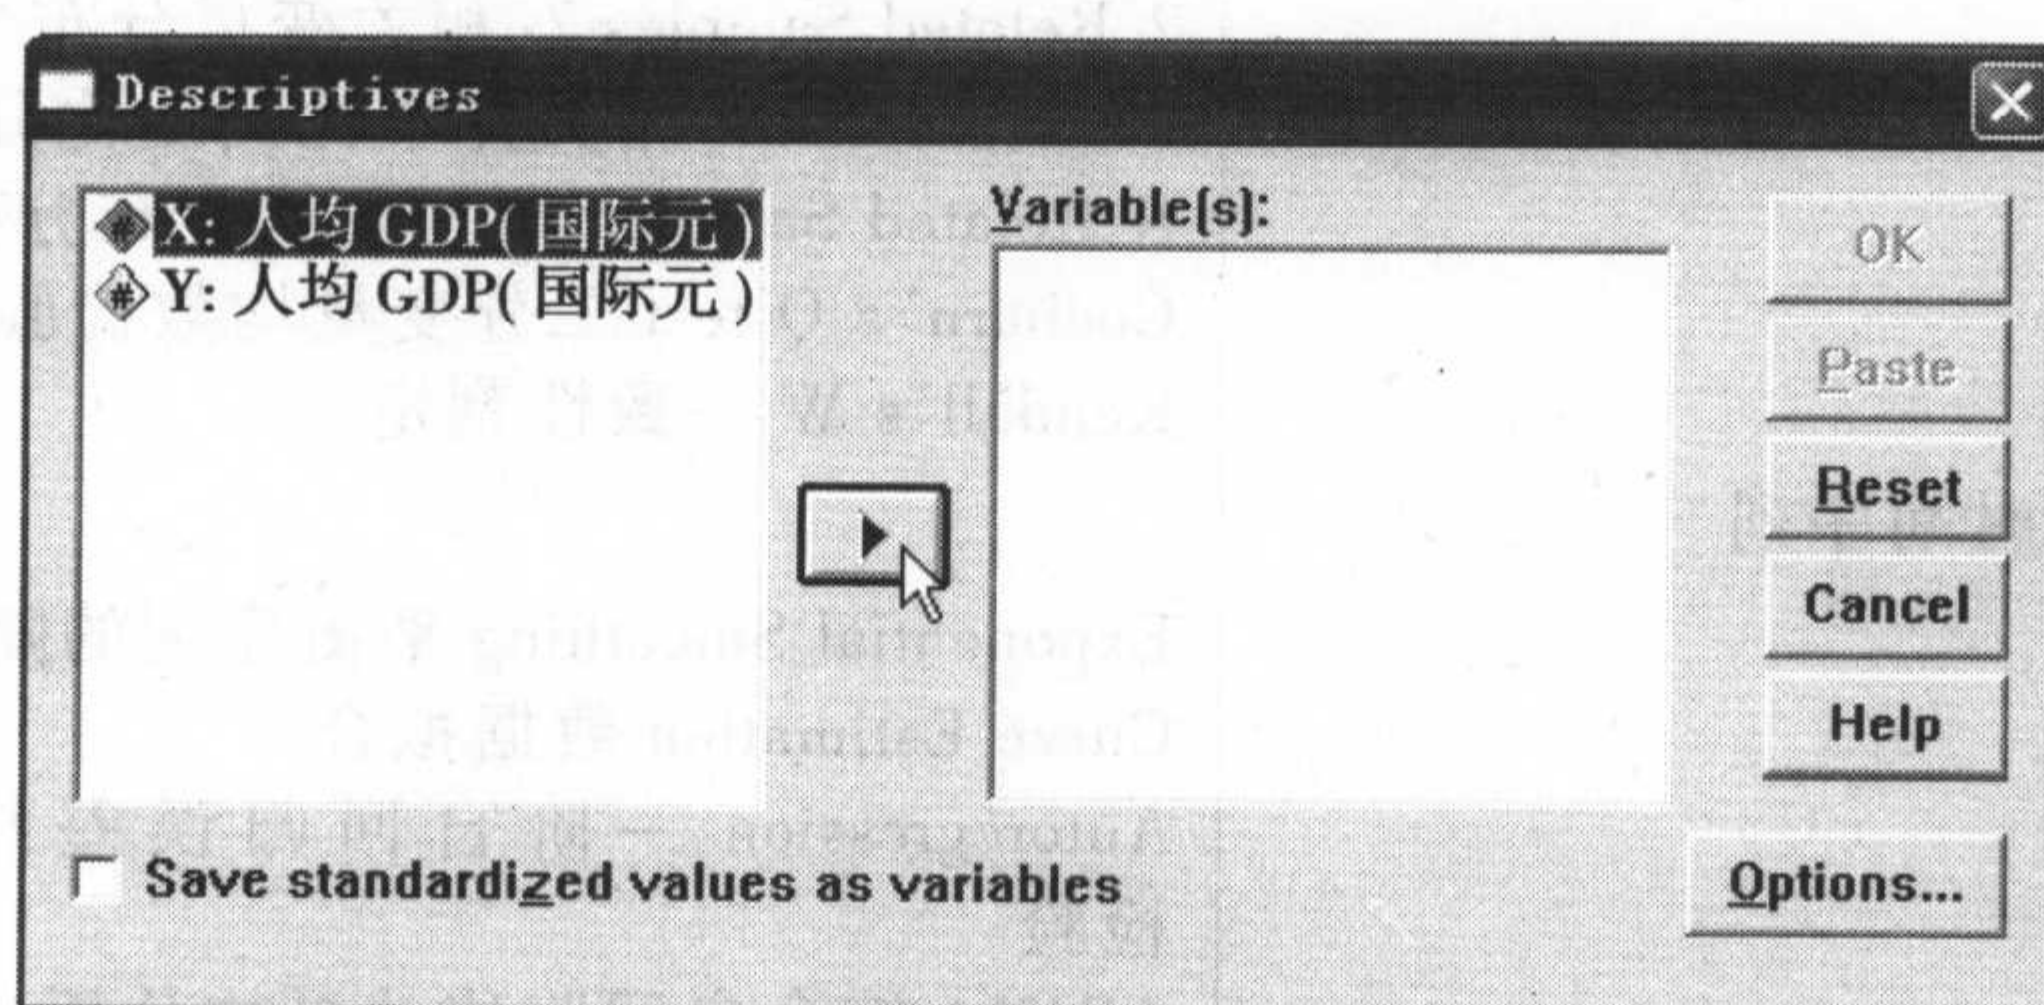 Descriptives
X: 人均 GDP( 国际元 )
Y: 人均 GDP( 国际元 )
Variable(s):
OK
Paste
Reset
Cancel
Help
Save standardized values as variables
Options...